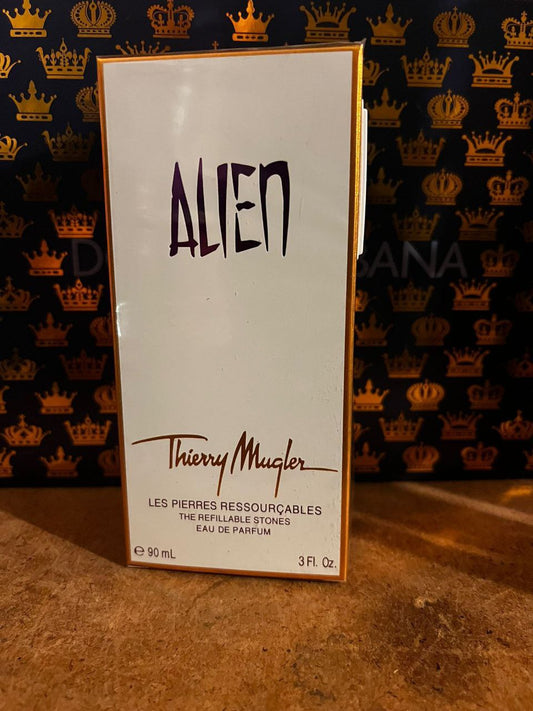 ALIEN
Thierry Mugler
LES PIERRES RESSOURÇABLES
THE REFILLABLE STONES
EAU DE PARFUM
℮ 90 mL 3 Fl. Oz.